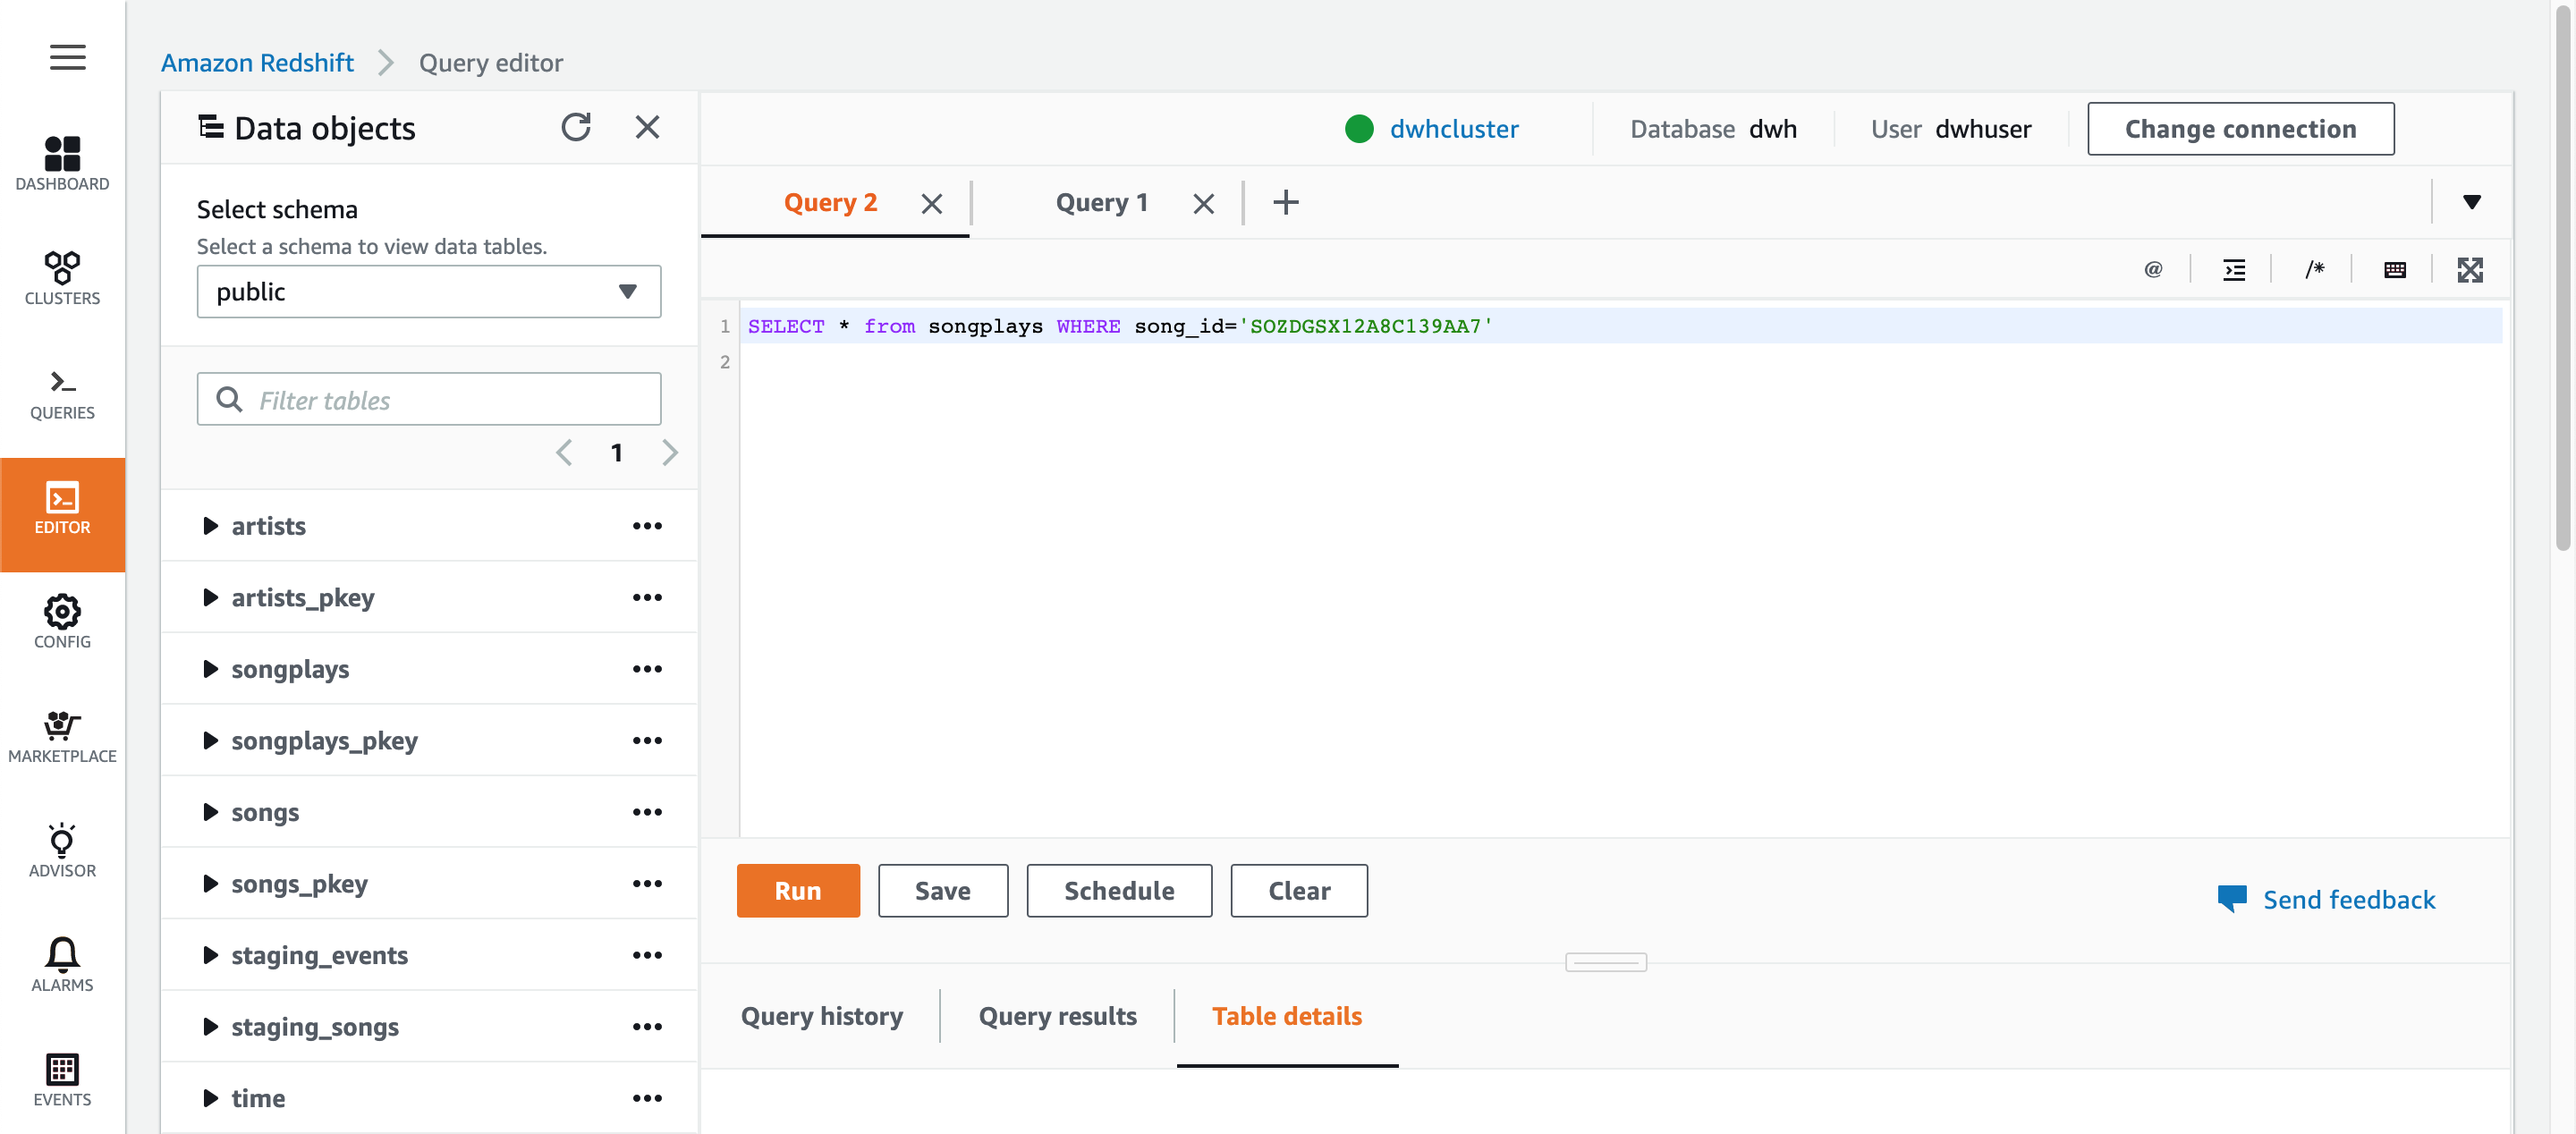 Amazon Redshift > Query editor
DASHBOARD
CLUSTERS
QUERIES
EDITOR
CONFIG
MARKETPLACE
ADVISOR
ALARMS
EVENTS
Data objects
Select schema
Select a schema to view data tables.
public
Filter tables
1
artists
artists_pkey
songplays
songplays_pkey
songs
songs_pkey
staging_events
staging_songs
time
dwhcluster Database dwh User dwhuser Change connection
Query 2 Query 1
@ /*
1 SELECT * from songplays WHERE song_id='SOZDGSX12A8C139AA7'
2
Run Save Schedule Clear
Send feedback
Query history Query results Table details